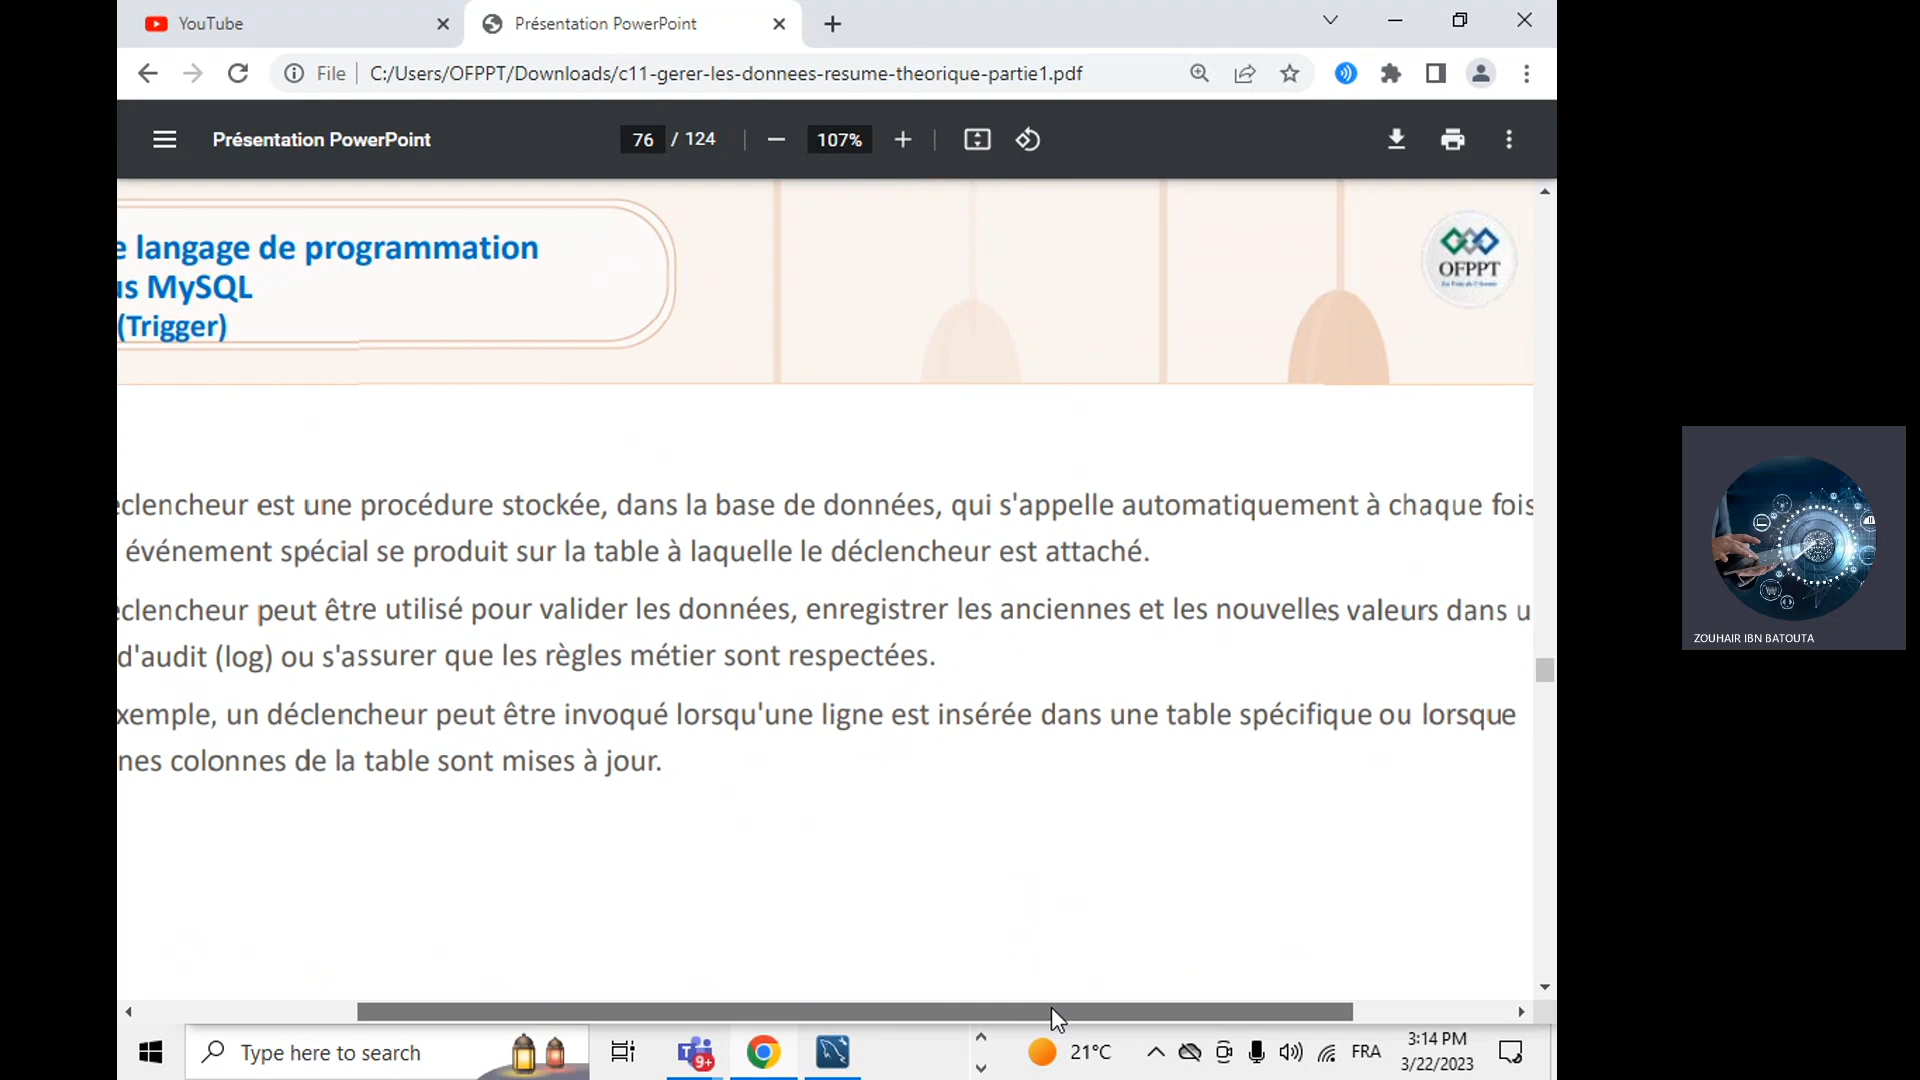 YouTube
Présentation PowerPoint
File
C:/Users/OFPPT/Downloads/c11-gerer-les-donnees-resume-theorique-partie1.pdf
Présentation PowerPoint
76 / 124
107%
langage de programmation
MySQL
(Trigger)
OFPPT
est une procédure stockée, dans la base de données, qui s'appelle automatiquement à chaque fois
événement spécial se produit sur la table à laquelle le déclencheur est attaché.
peut être utilisé pour valider les données, enregistrer les anciennes et les nouvelles valeurs dans
d'audit (log) ou s'assurer que les règles métier sont respectées.
un déclencheur peut être invoqué lorsqu'une ligne est insérée dans une table spécifique ou lorsque
colonnes de la table sont mises à jour.
ZOUHAIR IBN BATOUTA
Type here to search
9+
21°C
FRA
3:14 PM
3/22/2023